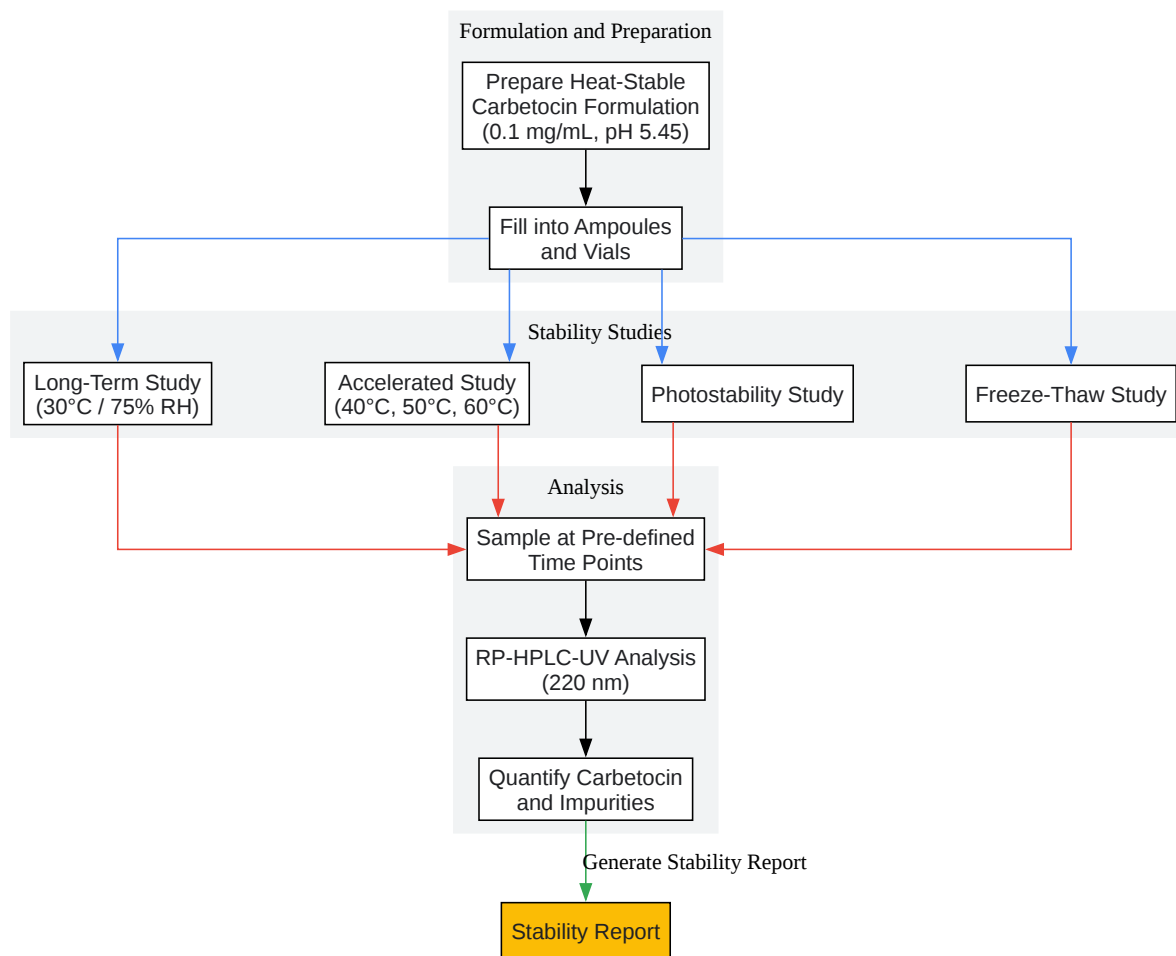 Formulation and Preparation
Prepare Heat-Stable
Carbetocin Formulation
(0.1 mg/mL, pH 5.45)
Fill into Ampoules
and Vials
Stability Studies
Long-Term Study
(30°C / 75% RH)
Accelerated Study
(40°C, 50°C, 60°C)
Photostability Study
Freeze-Thaw Study
Analysis
Sample at Pre-defined
Time Points
RP-HPLC-UV Analysis
(220 nm)
Quantify Carbetocin
and Impurities
Generate Stability Report
Stability Report